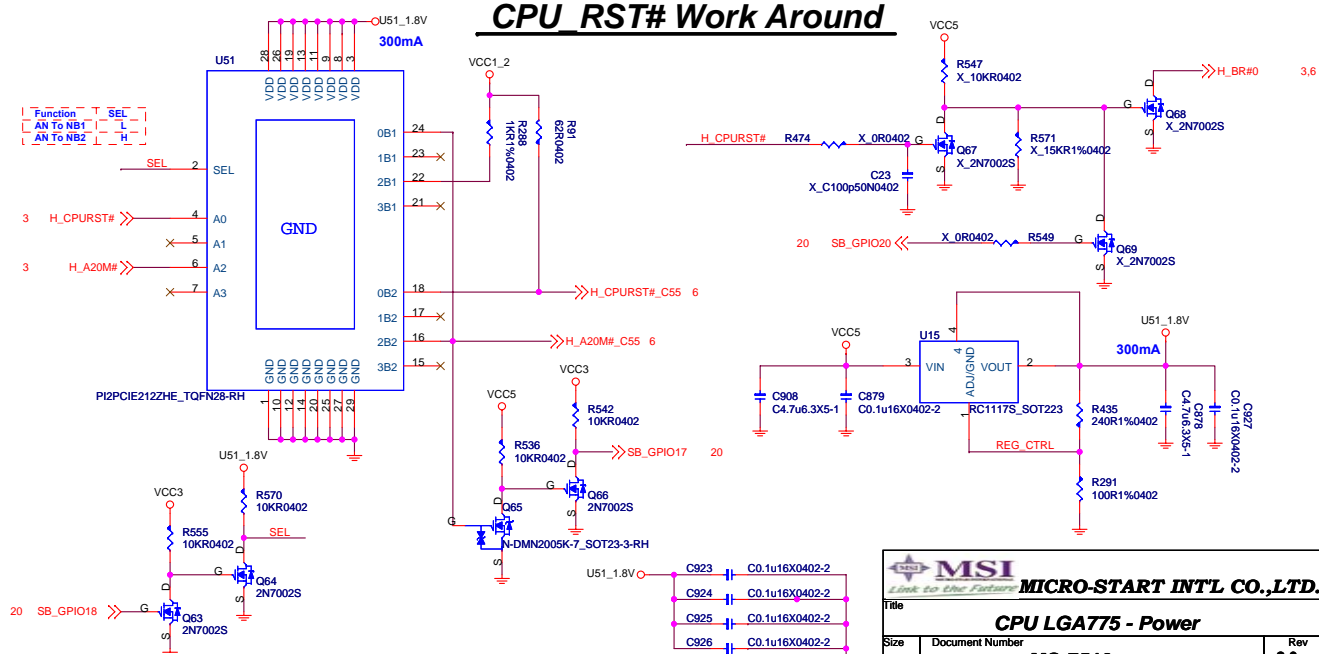 CPU_RST# Work Around
U51_1.8V
300mA
U51
28 26 19 13 11 9 8 3
VDD VDD VDD VDD VDD VDD VDD VDD
Function SEL
AN To NB1 L
AN To NB2 H
SEL 2 SEL
3 H_CPURST# 4 A0
5 A1
3 H_A20M# 6 A2
7 A3
GND
0B1 24
1B1 23
2B1 22
3B1 21
0B2 18
1B2 17
2B2 16
3B2 15
GND GND GND GND GND GND GND GND
1 10 12 14 20 25 27 29
PI2PCIE212ZHE_TQFN28-RH
VCC1_2
R288
1KR1%0402
R91
62R0402
H_CPURST#_C55 6
H_A20M#_C55 6
VCC5
R547
X_10KR0402
H_CPURST# R474 X_0R0402 G
D
S
Q67
X_2N7002S
C23
X_C100p50N0402
R571
X_15KR1%0402
H_BR#0 3,6
D
G
S
Q68
X_2N7002S
20 SB_GPIO20 X_0R0402 R549 G
D
S
Q69
X_2N7002S
VCC5
U15
3 VIN
4 4
VOUT 2
ADJ/GND
1
RC1117S_SOT223
C908
C4.7u6.3X5-1
C879
C0.1u16X0402-2
U51_1.8V
300mA
R435
240R1%0402
REG_CTRL
R291
100R1%0402
C878
C4.7u6.3X5-1
C927
C0.1u16X0402-2
VCC3
R542
10KR0402
VCC5
R536
10KR0402
SB_GPIO17 20
D
G
S
Q66
2N7002S
D
G
S
Q65
N-DMN2005K-7_SOT23-3-RH
U51_1.8V
R570
10KR0402
SEL
VCC3
R555
10KR0402
D
G
S
Q64
2N7002S
20 SB_GPIO18 G
D
S
Q63
2N7002S
U51_1.8V
C923 C0.1u16X0402-2
C924 C0.1u16X0402-2
C925 C0.1u16X0402-2
C926 C0.1u16X0402-2
MSI
Link to the Future
MICRO-START INT'L CO.,LTD.
Title
CPU LGA775 - Power
Size Document Number Rev